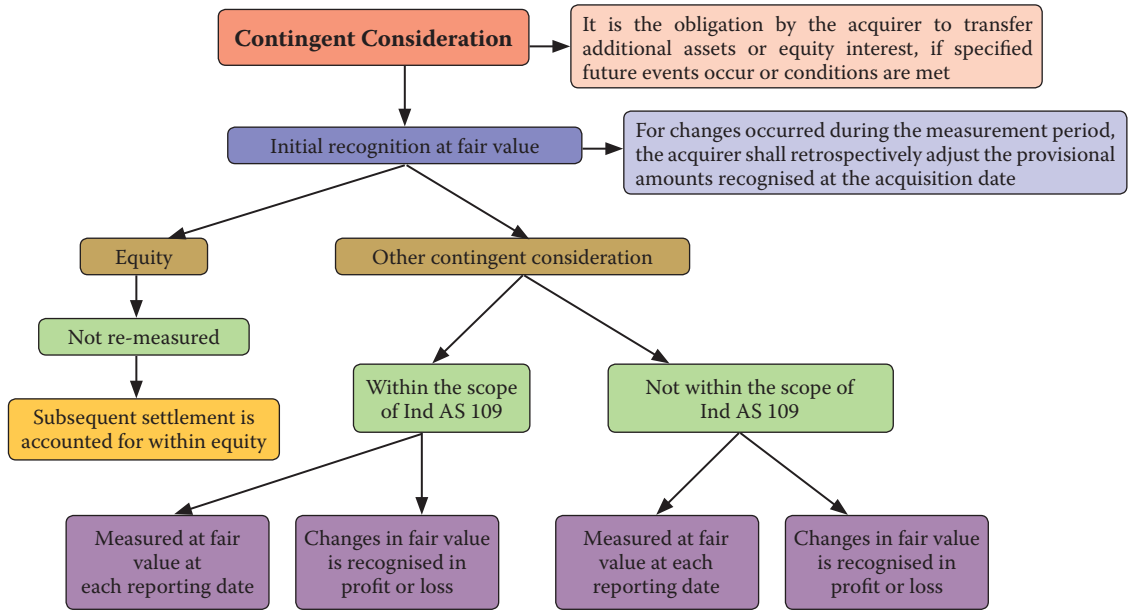 Contingent Consideration
It is the obligation by the acquirer to transfer
additional assets or equity interest, if specified
future events occur or conditions are met
Initial recognition at fair value
For changes occurred during the measurement period,
the acquirer shall retrospectively adjust the provisional
amounts recognised at the acquisition date
Equity
Other contingent consideration
Not re-measured
Subsequent settlement is
accounted for within equity
Within the scope
of Ind AS 109
Not within the scope of
Ind AS 109
Measured at fair
value at
each reporting date
Changes in fair value
is recognised in
profit or loss
Measured at fair
value at each
reporting date
Changes in fair value
is recognised in
profit or loss